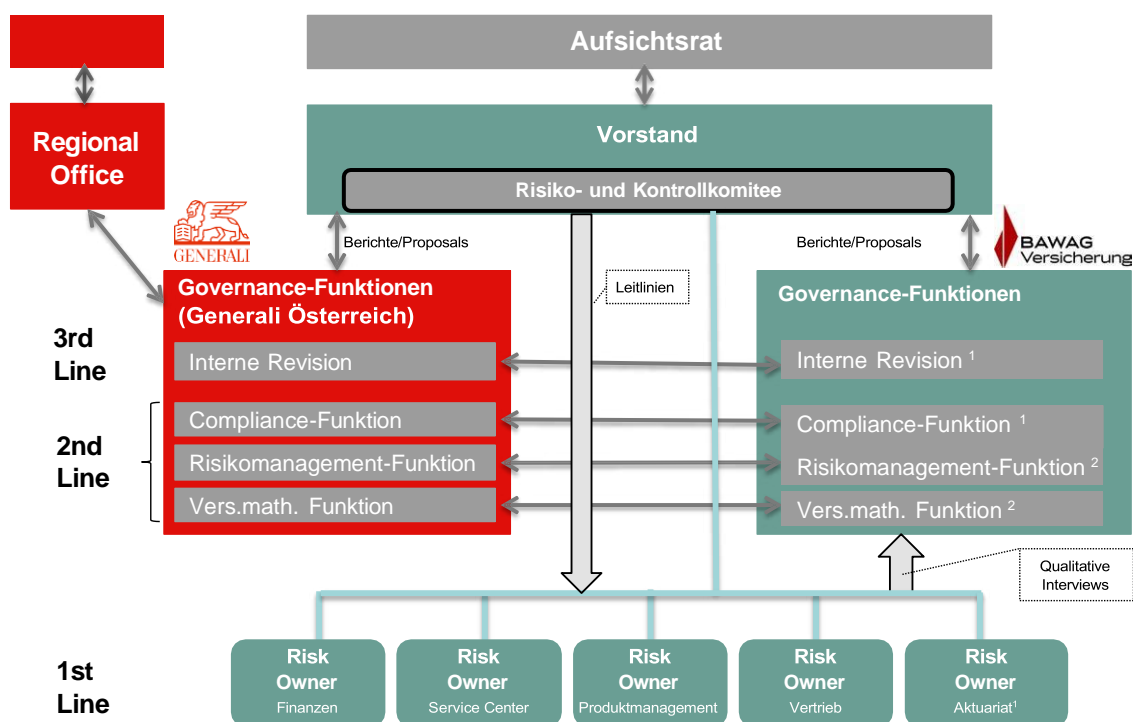 Aufsichtsrat
Regional
Office
Vorstand
Risiko- und Kontrollkomitee
GENERALI
Berichte/Proposals
Berichte/Proposals
BAWAG
Versicherung
Governance-Funktionen
(Generali Österreich)
Leitlinien
Governance-Funktionen
3rd
Line
Interne Revision
Interne Revision 1
2nd
Line
Compliance-Funktion
Compliance-Funktion 1
Risikomanagement-Funktion
Risikomanagement-Funktion 2
Vers.math. Funktion
Vers.math. Funktion 2
Qualitative
Interviews
1st
Line
Risk
Owner
Finanzen
Risk
Owner
Service Center
Risk
Owner
Produktmanagement
Risk
Owner
Vertrieb
Risk
Owner
Aktuariat1